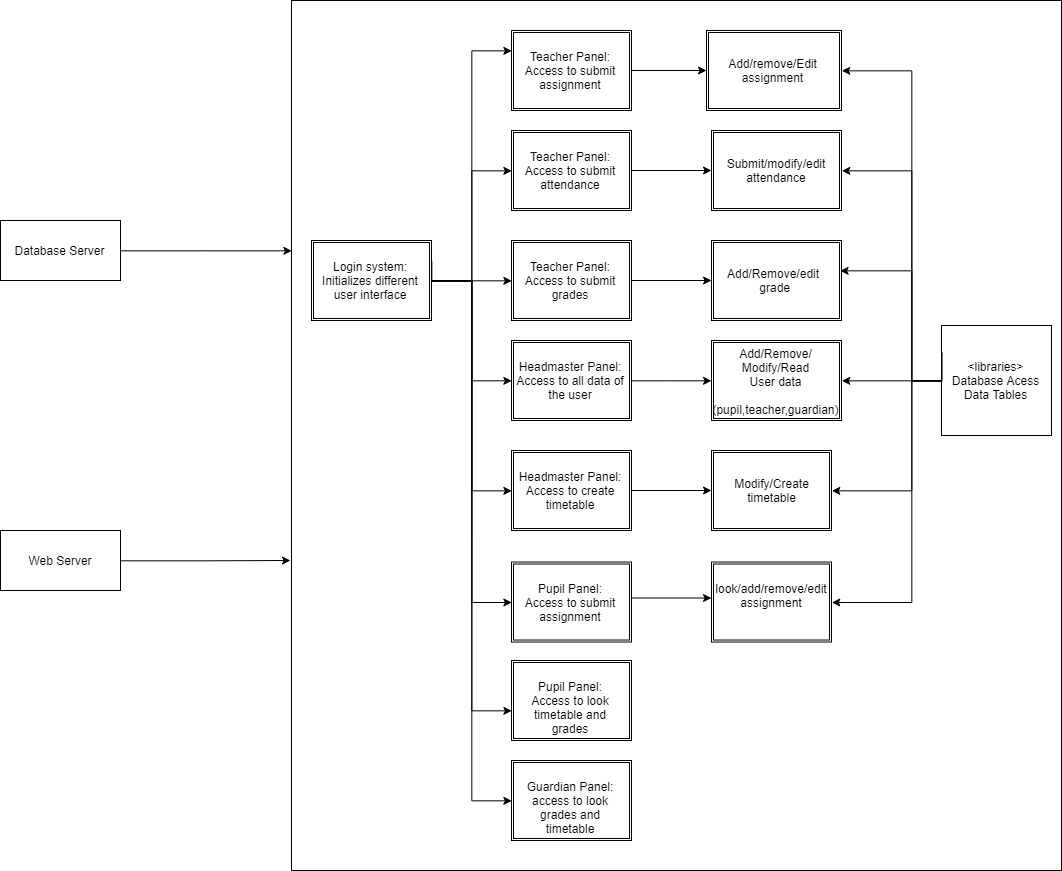 Teacher Panel:
Access to submit
assignment
Add/remove/Edit
assignment
Teacher Panel:
Access to submit
attendance
Submit/modify/edit
attendance
Database Server
Login system:
Initializes different
user interface
Teacher Panel:
Access to submit
grades
Add/Remove/edit
grade
Headmaster Panel:
Access to all data of
the user
Add/Remove/
Modify/Read
User data
(pupil,teacher,guardian)
<libraries>
Database Acess
Data Tables
Headmaster Panel:
Access to create
timetable
Modify/Create
timetable
Web Server
Pupil Panel:
Access to submit
assignment
look/add/remove/edit
assignment
Pupil Panel:
Access to look
timetable and
grades
Guardian Panel:
access to look
grades and
timetable